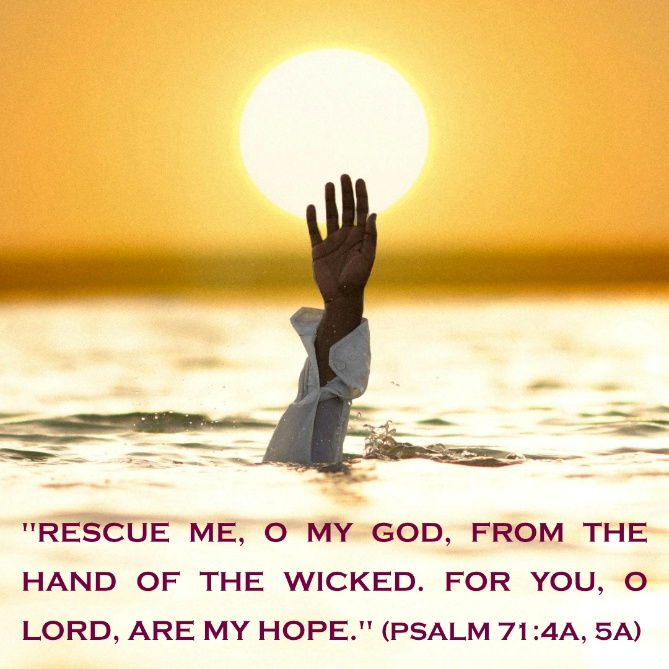 "RESCUE ME, O MY GOD, FROM THE
HAND OF THE WICKED. FOR YOU, O
LORD, ARE MY HOPE." (PSALM 71:4A, 5A)